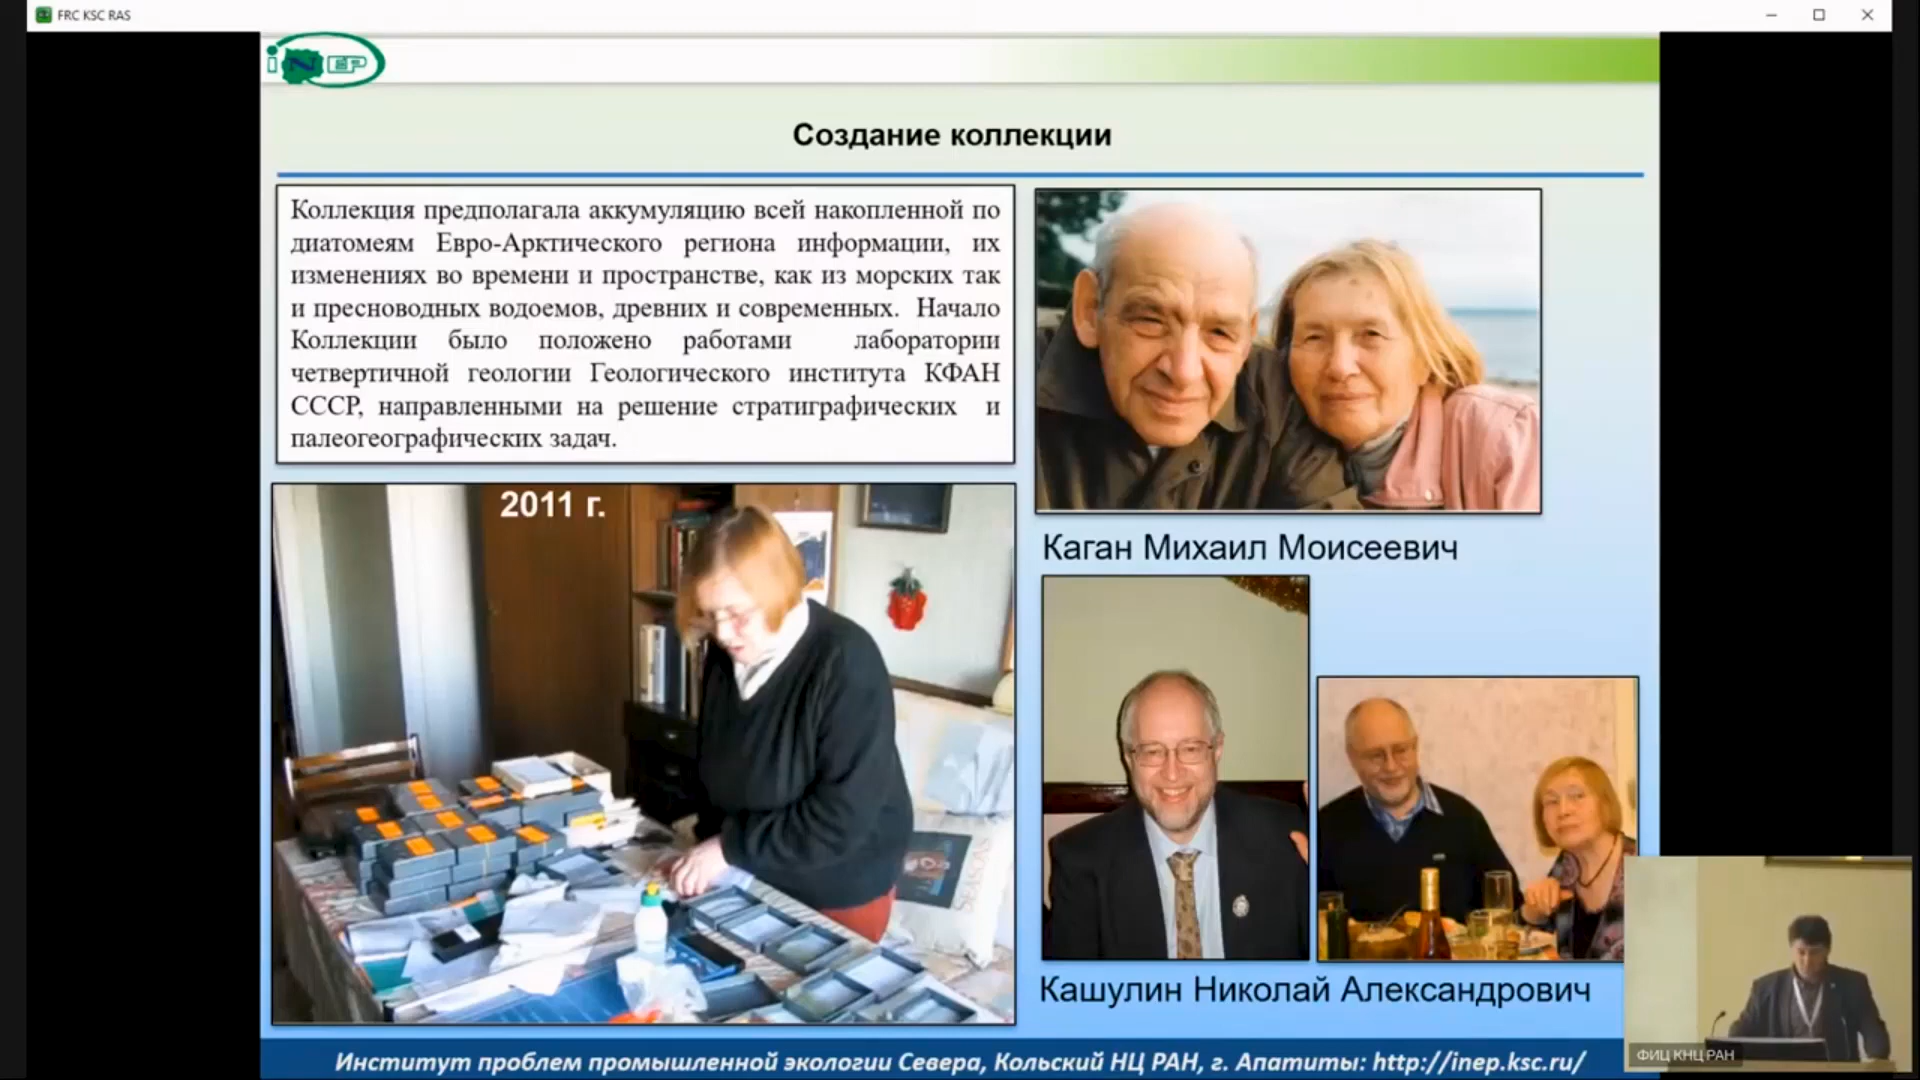 FRC KSC RAS
iNEP
Создание коллекции
Коллекция предполагала аккумуляцию всей накопленной по
диатомеям Евро-Арктического региона информации, их
изменениях во времени и пространстве, как из морских так
и пресноводных водоемов, древних и современных. Начало
Коллекции было положено работами лаборатории
четвертичной геологии Геологического института КФАН
СССР, направленными на решение стратиграфических и
палеогеографических задач.
2011 г.
Каган Михаил Моисеевич
Кашулин Николай Александрович
Институт проблем промышленной экологии Севера, Кольский НЦ РАН, г. Апатиты: http://inep.ksc.ru/
ФИЦ КНЦ РАН